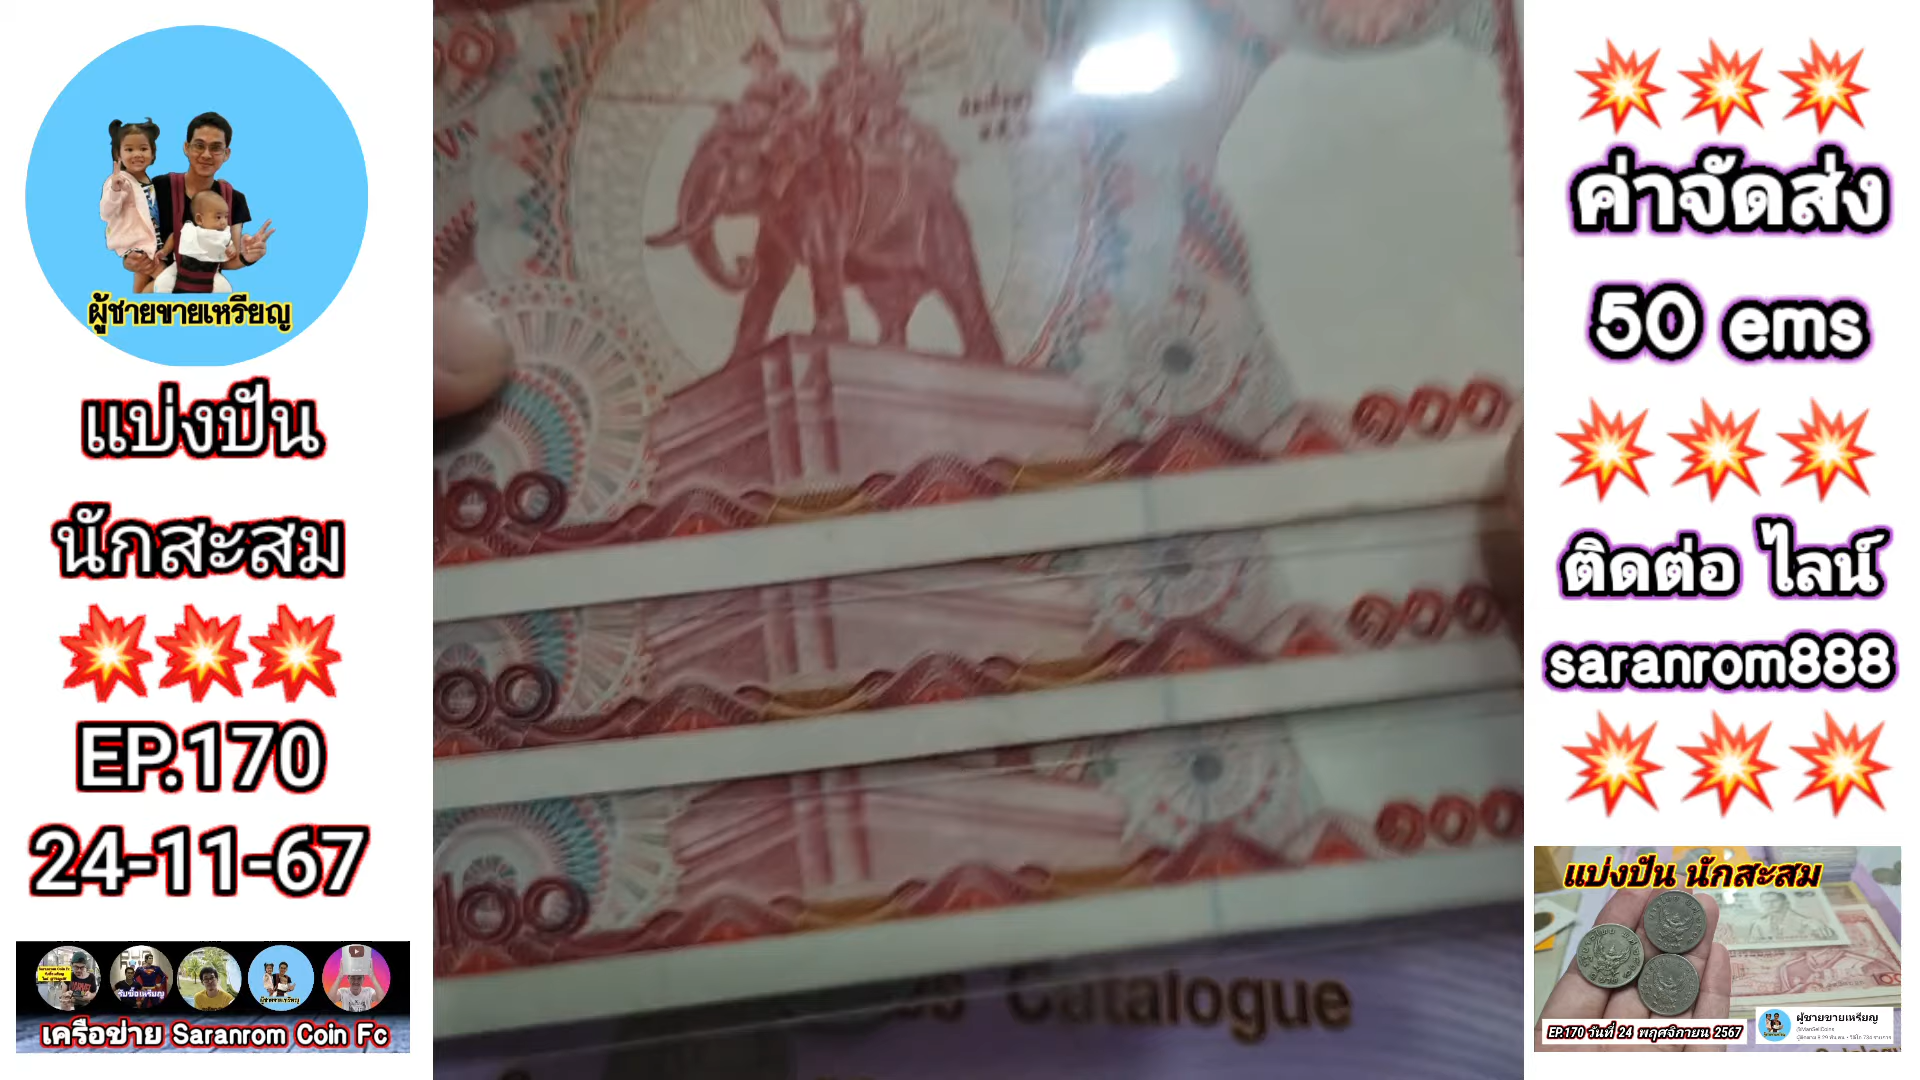 ผู้ชายขายเหรียญ
แบ่งปัน
นักสะสม
EP.170
24-11-67
เครือข่าย Saranrom Coin Fc
๑๐๐
๑๐๐
๑๐๐
Catalogue
ค่าจัดส่ง
50 ems
ติดต่อ ไลน์
saranrom888
แบ่งปัน นักสะสม
EP.170 วันที่ 24 พฤศจิกายน 2567
ผู้ชายขายเหรียญ